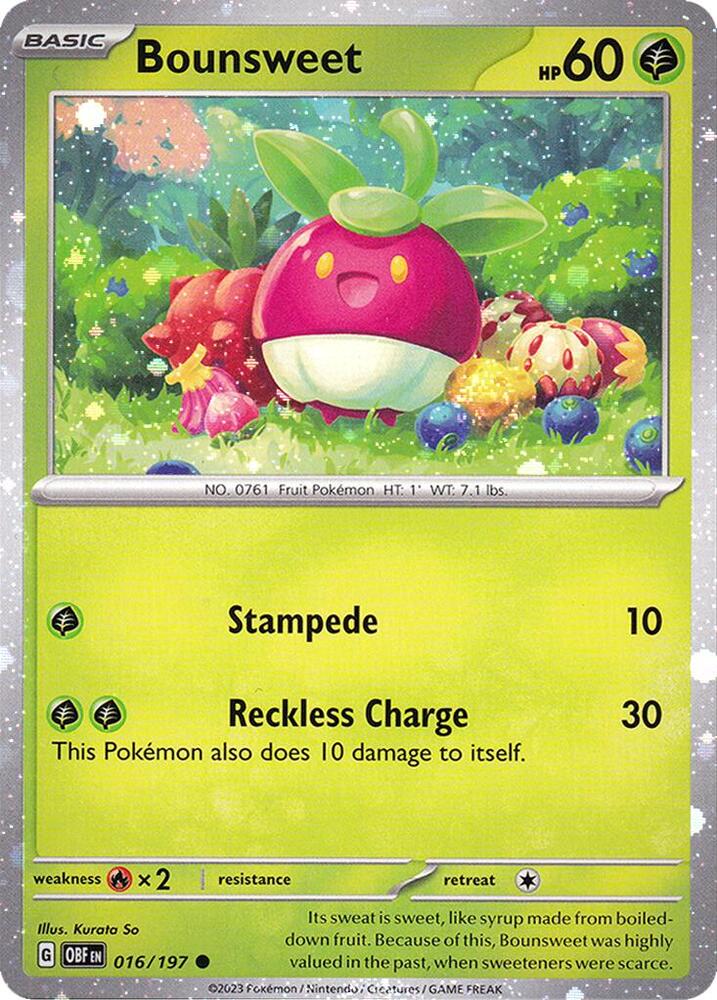 BASIC
Bounsweet
HP60
NO. 0761 Fruit Pokémon HT: 1' WT: 7.1 lbs.
Stampede 10
Reckless Charge 30
This Pokémon also does 10 damage to itself.
weakness ×2 resistance retreat
Illus. Kurata So
Its sweat is sweet, like syrup made from boiled-
down fruit. Because of this, Bounsweet was highly
valued in the past, when sweeteners were scarce.
G OBF EN 016/197
©2023 Pokémon / Nintendo / Creatures / GAME FREAK